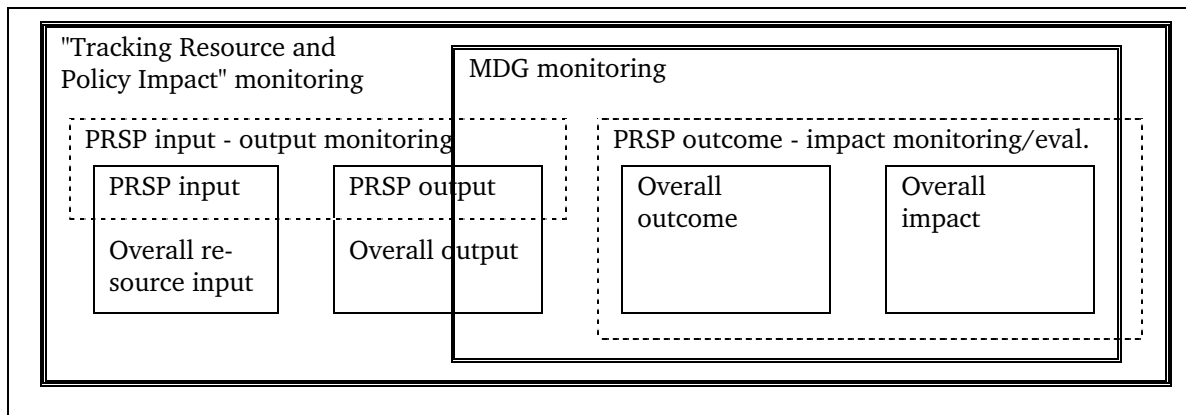 "Tracking Resource and
Policy Impact" monitoring
MDG monitoring
PRSP input - output monitoring
PRSP outcome - impact monitoring/eval.
PRSP input
PRSP output
Overall
outcome
Overall
impact
Overall re-
source input
Overall output